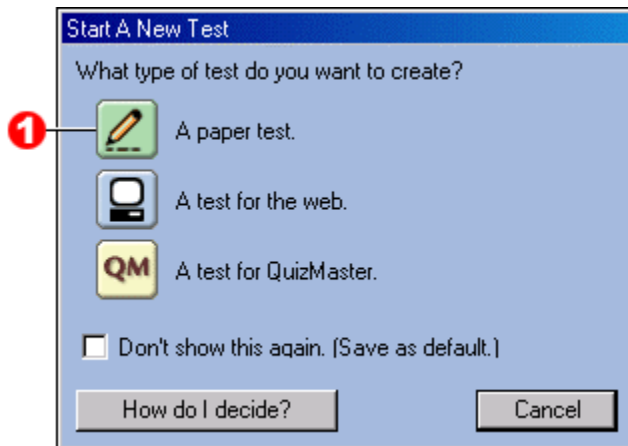 Start A New Test
What type of test do you want to create?
1
A paper test.
A test for the web.
QM
A test for QuizMaster.
Don't show this again. (Save as default.)
How do I decide?
Cancel